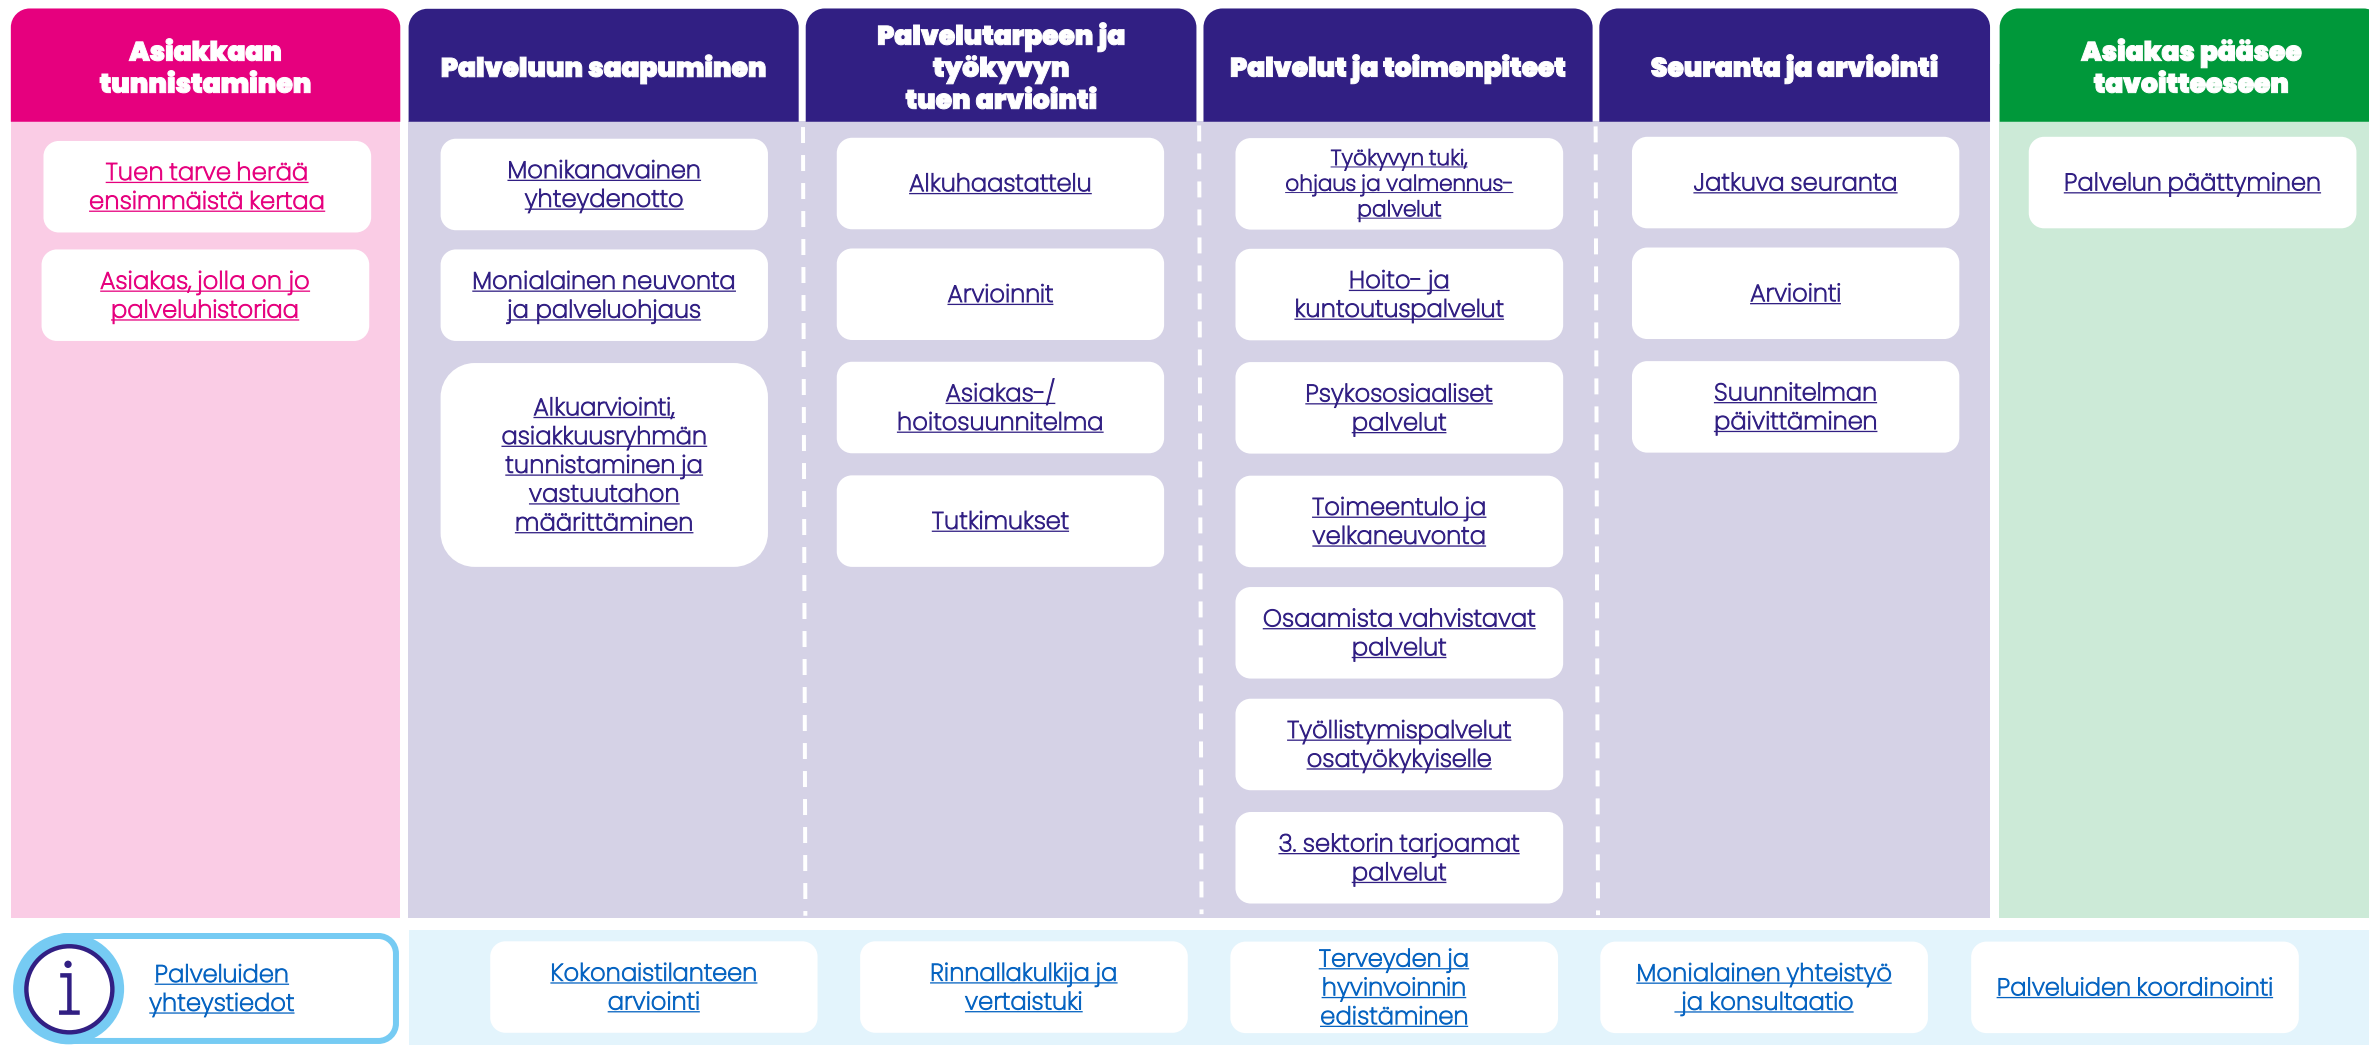 Asiakkaan
tunnistaminen
Tuen tarve herää
ensimmäistä kertaa
Asiakas, jolla on jo
palveluhistoriaa
Palveluun saapuminen
Monikanavainen
yhteydenotto
Monialainen neuvonta
ja palveluohjaus
Alkuarviointi,
asiakkuusryhmän
tunnistaminen ja
vastuutahon
määrittäminen
Palvelutarpeen ja
työkyvyn
tuen arviointi
Alkuhaastattelu
Arvioinnit
Asiakas-/
hoitosuunnitelma
Tutkimukset
Palvelut ja toimenpiteet
Työkyvyn tuki,
ohjaus ja valmennus-
palvelut
Hoito- ja
kuntoutuspalvelut
Psykososiaaliset
palvelut
Toimeentulo ja
velkaneuvonta
Osaamista vahvistavat
palvelut
Työllistymispalvelut
osatyökykyiselle
3. sektorin tarjoamat
palvelut
Seuranta ja arviointi
Jatkuva seuranta
Arviointi
Suunnitelman
päivittäminen
Asiakas pääsee
tavoitteeseen
Palvelun päättyminen
i
Palveluiden
yhteystiedot
Kokonaistilanteen
arviointi
Rinnallakulkija ja
vertaistuki
Terveyden ja
hyvinvoinnin
edistäminen
Monialainen yhteistyö
ja konsultaatio
Palveluiden koordinointi